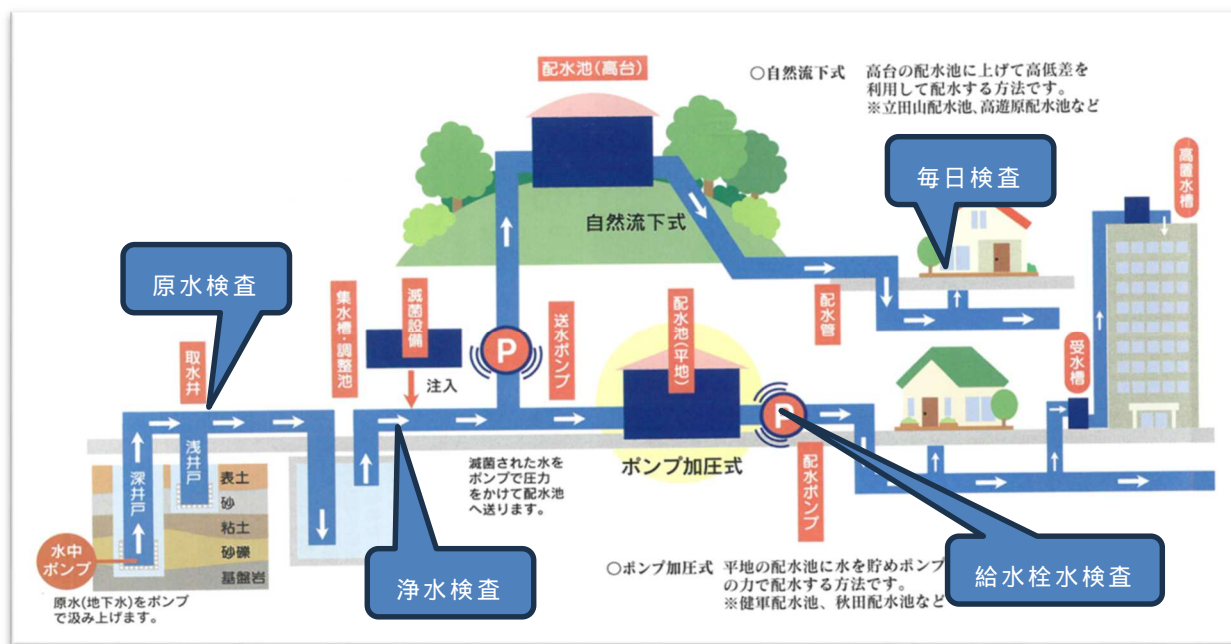 配水池(高台)
○自然流下式 高台の配水池に上げて高低差を
利用して配水する方法です。
※立田山配水池、高遊原配水池など
毎日検査
高置水槽
自然流下式
原水検査
取水井
集水槽・調整池
滅菌設備
注入
P
送水ポンプ
配水池(平地)
配水管
受水槽
P
深井戸
浅井戸
表土
砂
粘土
砂礫
基盤岩
水中
ポンプ
原水(地下水)をポンプ
で汲み上げます。
滅菌された水を
ポンプで圧力
をかけて配水池
へ送ります。
ポンプ加圧式
配水ポンプ
浄水検査
給水栓水検査
○ポンプ加圧式 平地の配水池に水を貯めポンプ
の力で配水する方法です。
※健軍配水池、秋田配水池など